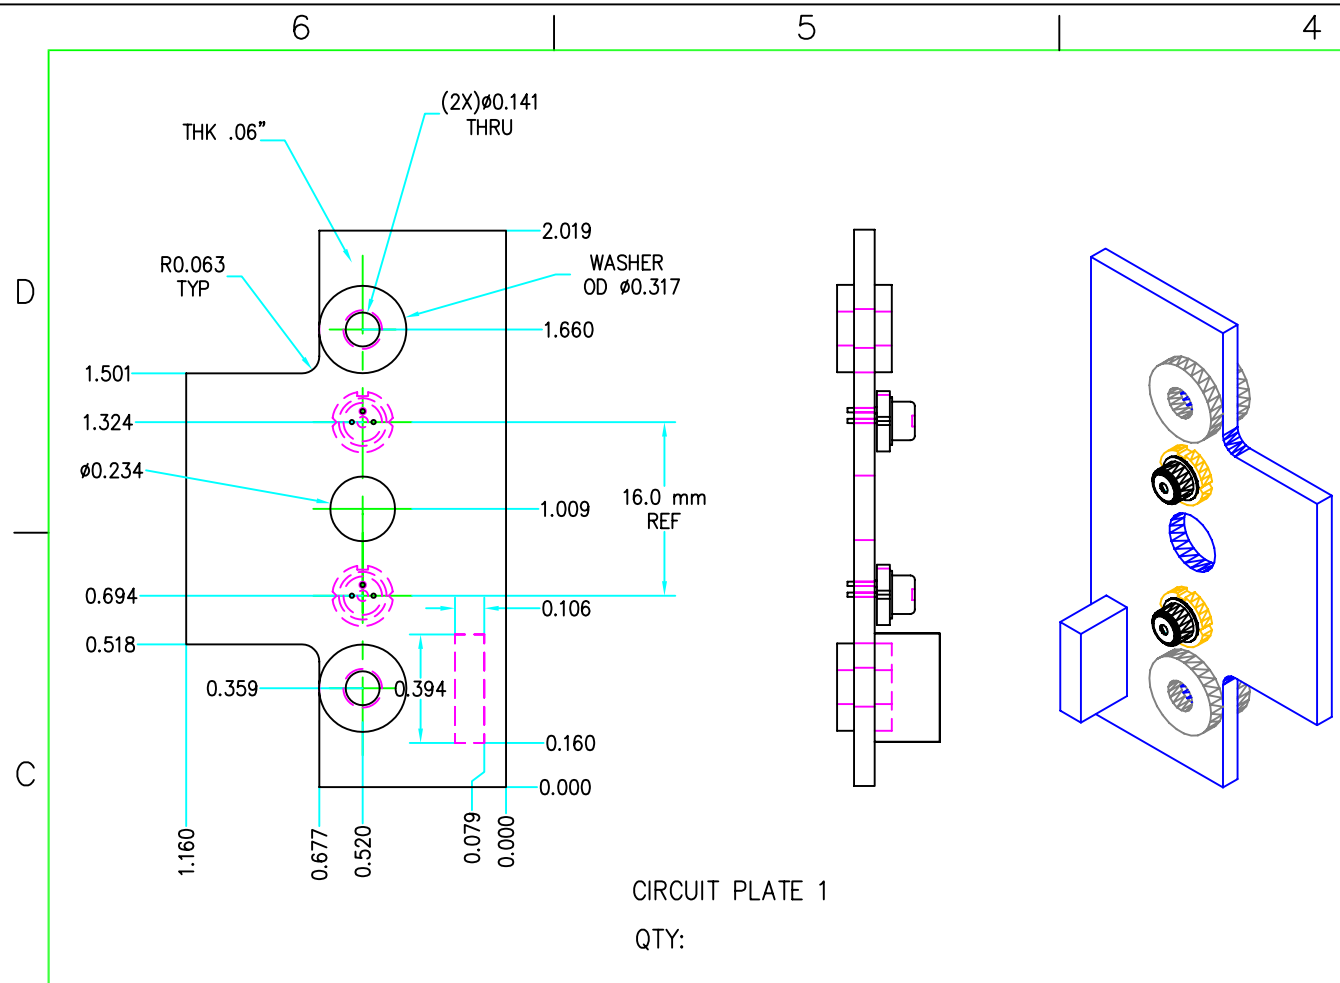 6
5
4
(2X)ø0.141
THRU
THK .06"
2.019
R0.063
TYP
WASHER
OD ø0.317
D
1.660
1.501
1.324
ø0.234
16.0 mm
REF
1.009
0.694
0.106
0.518
0.359
0.394
0.160
C
0.000
1.160
0.677
0.520
0.079
0.000
CIRCUIT PLATE 1
QTY: